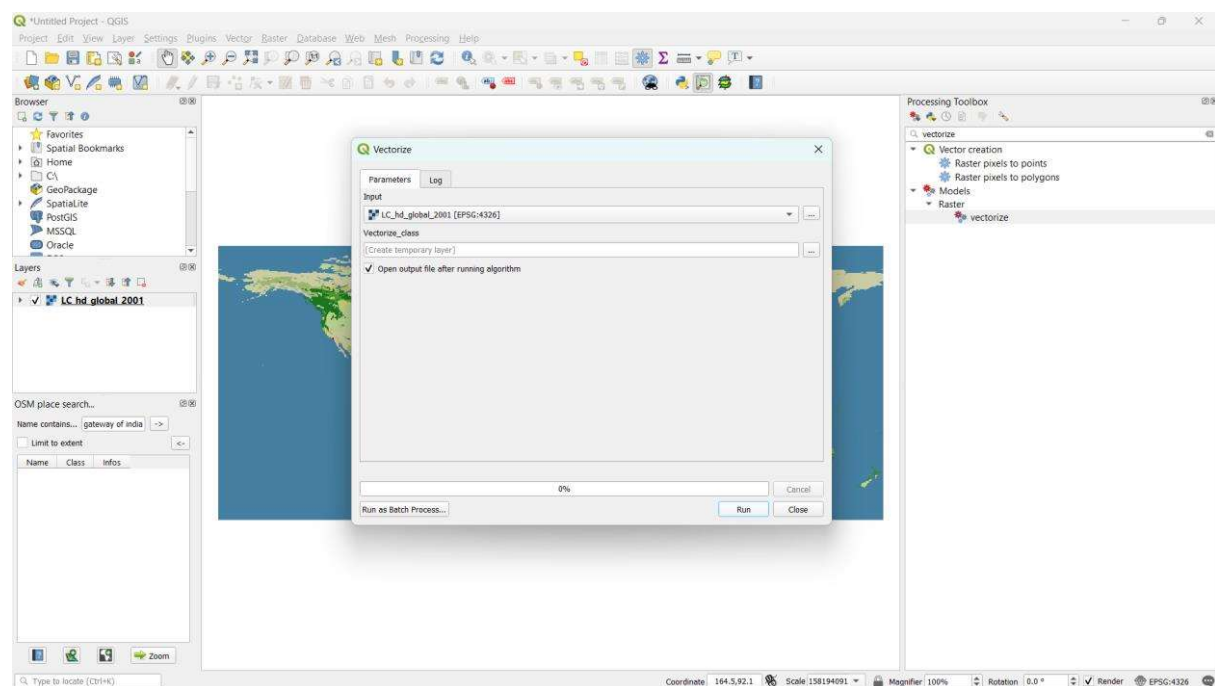 *Untitled Project - QGIS
Project Edit View Layer Settings Plugins Vector Raster Database Web Mesh Processing Help
Browser
Favorites
Spatial Bookmarks
Home
C:\
GeoPackage
SpatiaLite
PostGIS
MSSQL
Oracle
Layers
LC_hd_global_2001
OSM place search...
Name contains... gateway of india ->
Limit to extent <-
Name Class Infos
Zoom
Type to locate (Ctrl+K)
Vectorize
Parameters Log
Input
LC_hd_global_2001 [EPSG:4326]
Vectorize_class
[Create temporary layer]
Open output file after running algorithm
0%
Cancel
Run as Batch Process...
Run Close
Processing Toolbox
vectorize
Vector creation
Raster pixels to points
Raster pixels to polygons
Models
Raster
vectorize
Coordinate 164.5,92.1 Scale 158194091 Magnifier 100% Rotation 0.0 ° Render EPSG:4326